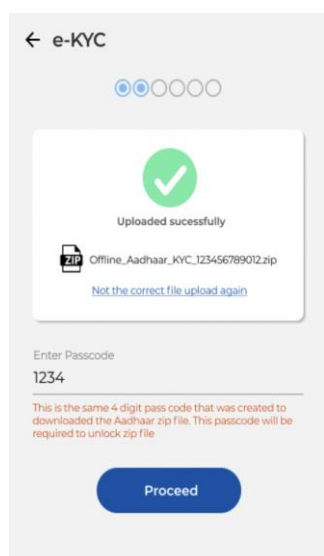 ← e-KYC
Uploaded sucessfully
ZIP
Offline_Aadhaar_KYC_123456789012.zip
Not the correct file upload again
Enter Passcode
1234
This is the same 4 digit pass code that was created to
downloaded the Aadhaar zip file. This passcode will be
required to unlock zip file
Proceed